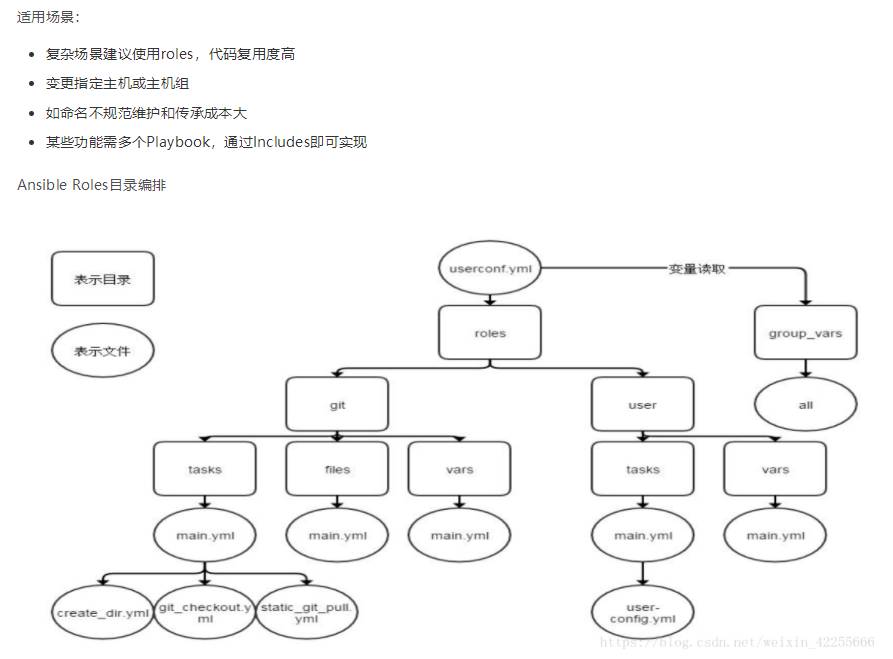 适用场景：
复杂场景建议使用roles，代码复用度高
变更指定主机或主机组
如命名不规范维护和传承成本大
某些功能需多个Playbook，通过Includes即可实现
Ansible Roles目录编排
表示目录
表示文件
userconf.yml
变量读取
roles
group_vars
git
user
all
tasks
files
vars
tasks
vars
main.yml
main.yml
main.yml
main.yml
main.yml
create_dir.yml
git_checkout.y
ml
static_git_pull.
yml
user-
config.yml
https://blog.csdn.net/weixin_42255666